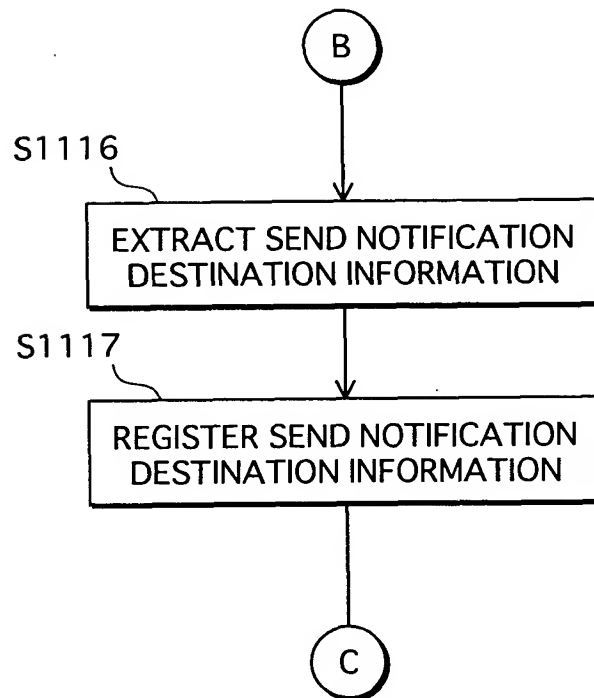 B
S1116
EXTRACT SEND NOTIFICATION
DESTINATION INFORMATION
S1117
REGISTER SEND NOTIFICATION
DESTINATION INFORMATION
C